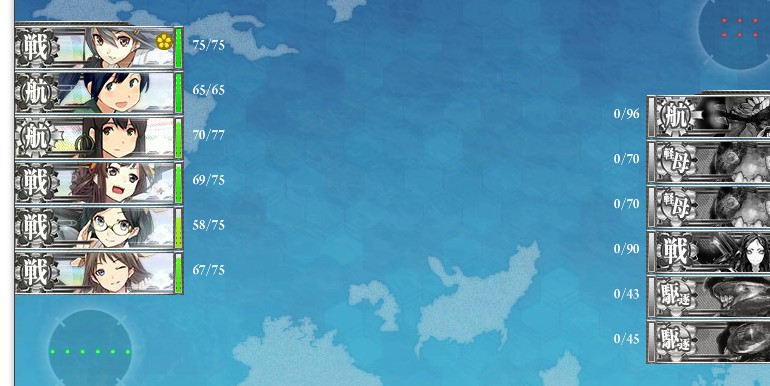 戦 75/75
航 65/65
航 70/77
戦 69/75
戦 58/75
戦 67/75
0/96 航
0/70 軽母
0/70 軽母
0/90 戦
0/43 駆逐
0/45 駆逐